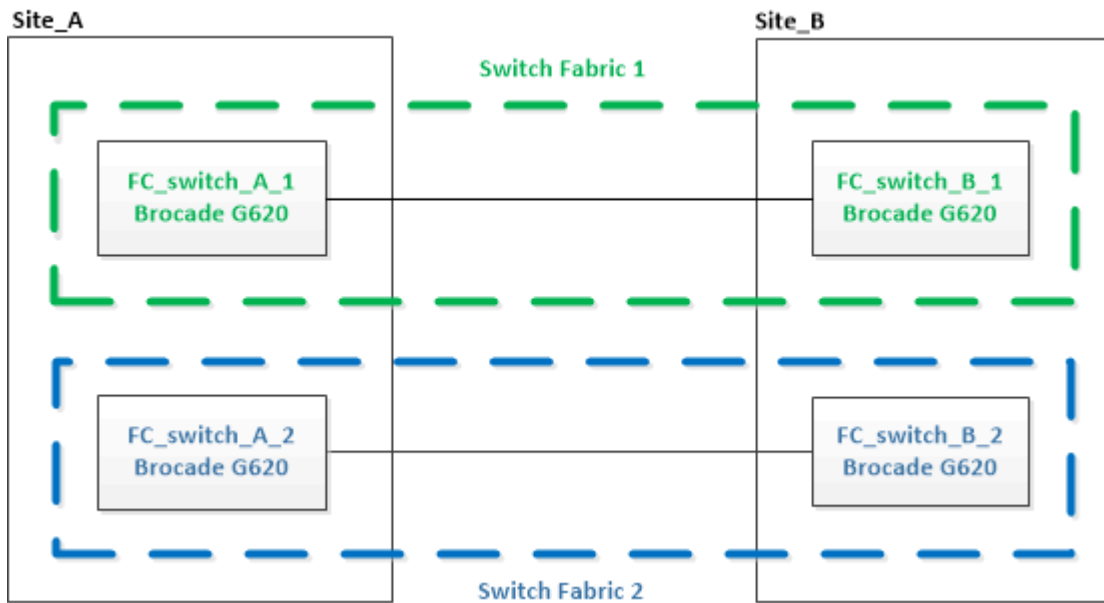 Site_A
Site_B
Switch Fabric 1
FC_switch_A_1
Brocade G620
FC_switch_B_1
Brocade G620
FC_switch_A_2
Brocade G620
FC_switch_B_2
Brocade G620
Switch Fabric 2